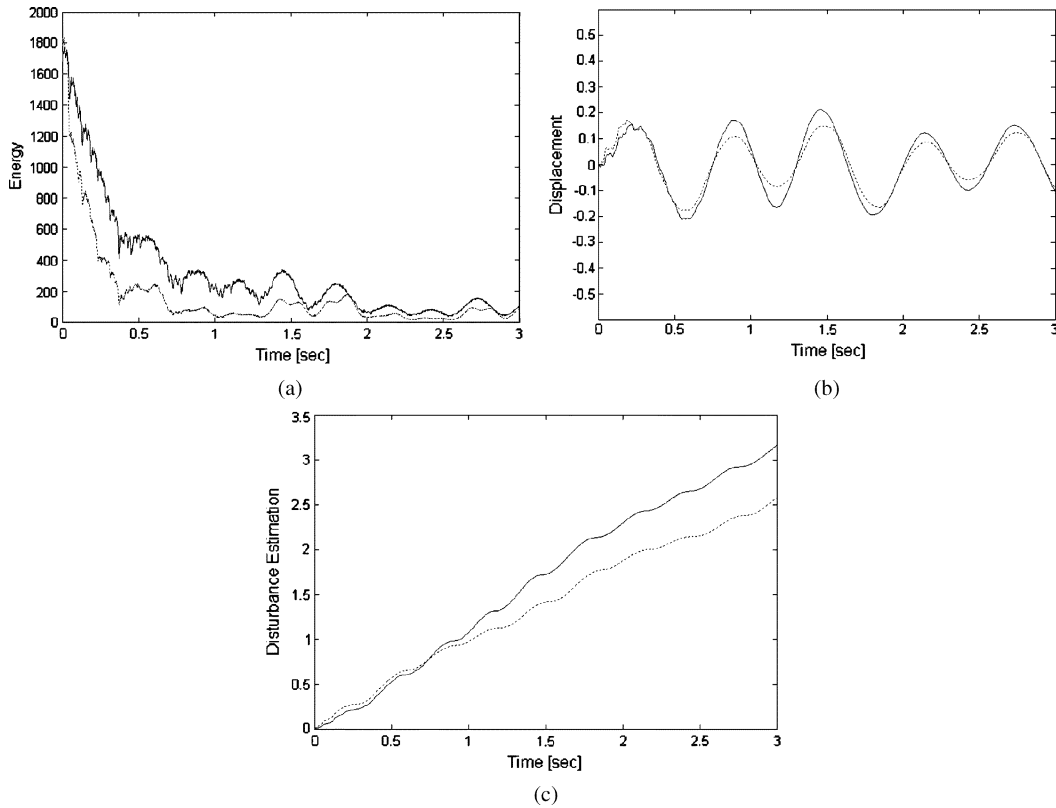 2000
1800
1600
1400
1200
1000
800
600
400
200
0
Energy
0 0.5 1 1.5 2 2.5 3
Time [sec]
(a)
0.5
0.4
0.3
0.2
0.1
0
-0.1
-0.2
-0.3
-0.4
-0.5
Displacement
0 0.5 1 1.5 2 2.5 3
Time [sec]
(b)
3.5
3
2.5
2
1.5
1
0.5
0
Disturbance Estimation
0 0.5 1 1.5 2 2.5 3
Time [sec]
(c)